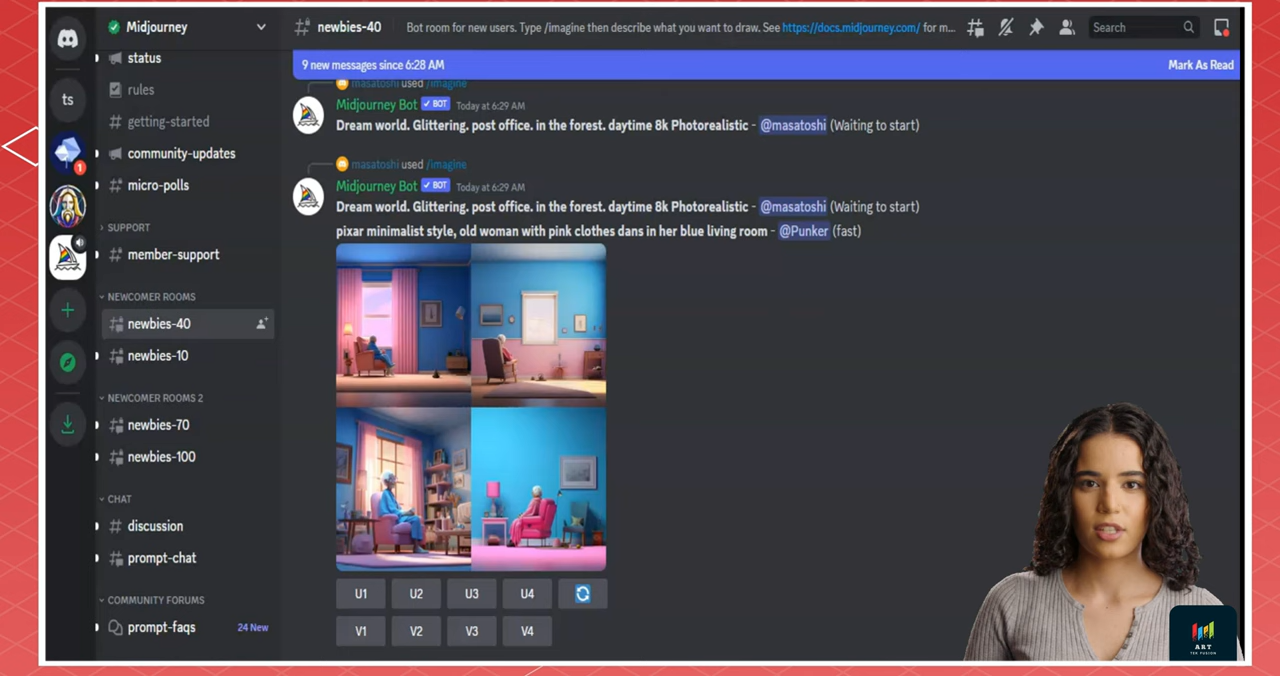 Midjourney
newbies-40
Bot room for new users. Type /imagine then describe what you want to draw. See https://docs.midjourney.com/ for m...
Search
status
rules
ts
getting-started
community-updates
1
micro-polls
SUPPORT
member-support
NEWCOMER ROOMS
newbies-40
newbies-10
NEWCOMER ROOMS 2
newbies-70
newbies-100
CHAT
discussion
prompt-chat
COMMUNITY FORUMS
prompt-faqs 24 New
9 new messages since 6:28 AM Mark As Read
masatoshi used /imagine
Midjourney Bot ✓ BOT Today at 6:29 AM
Dream world. Glittering. post office. in the forest. daytime 8k Photorealistic - @masatoshi (Waiting to start)
masatoshi used /imagine
Midjourney Bot ✓ BOT Today at 6:29 AM
Dream world. Glittering. post office. in the forest. daytime 8k Photorealistic - @masatoshi (Waiting to start)
pixar minimalist style, old woman with pink clothes dans in her blue living room - @Punker (fast)
U1 U2 U3 U4
V1 V2 V3 V4
ART
TEK FUSION